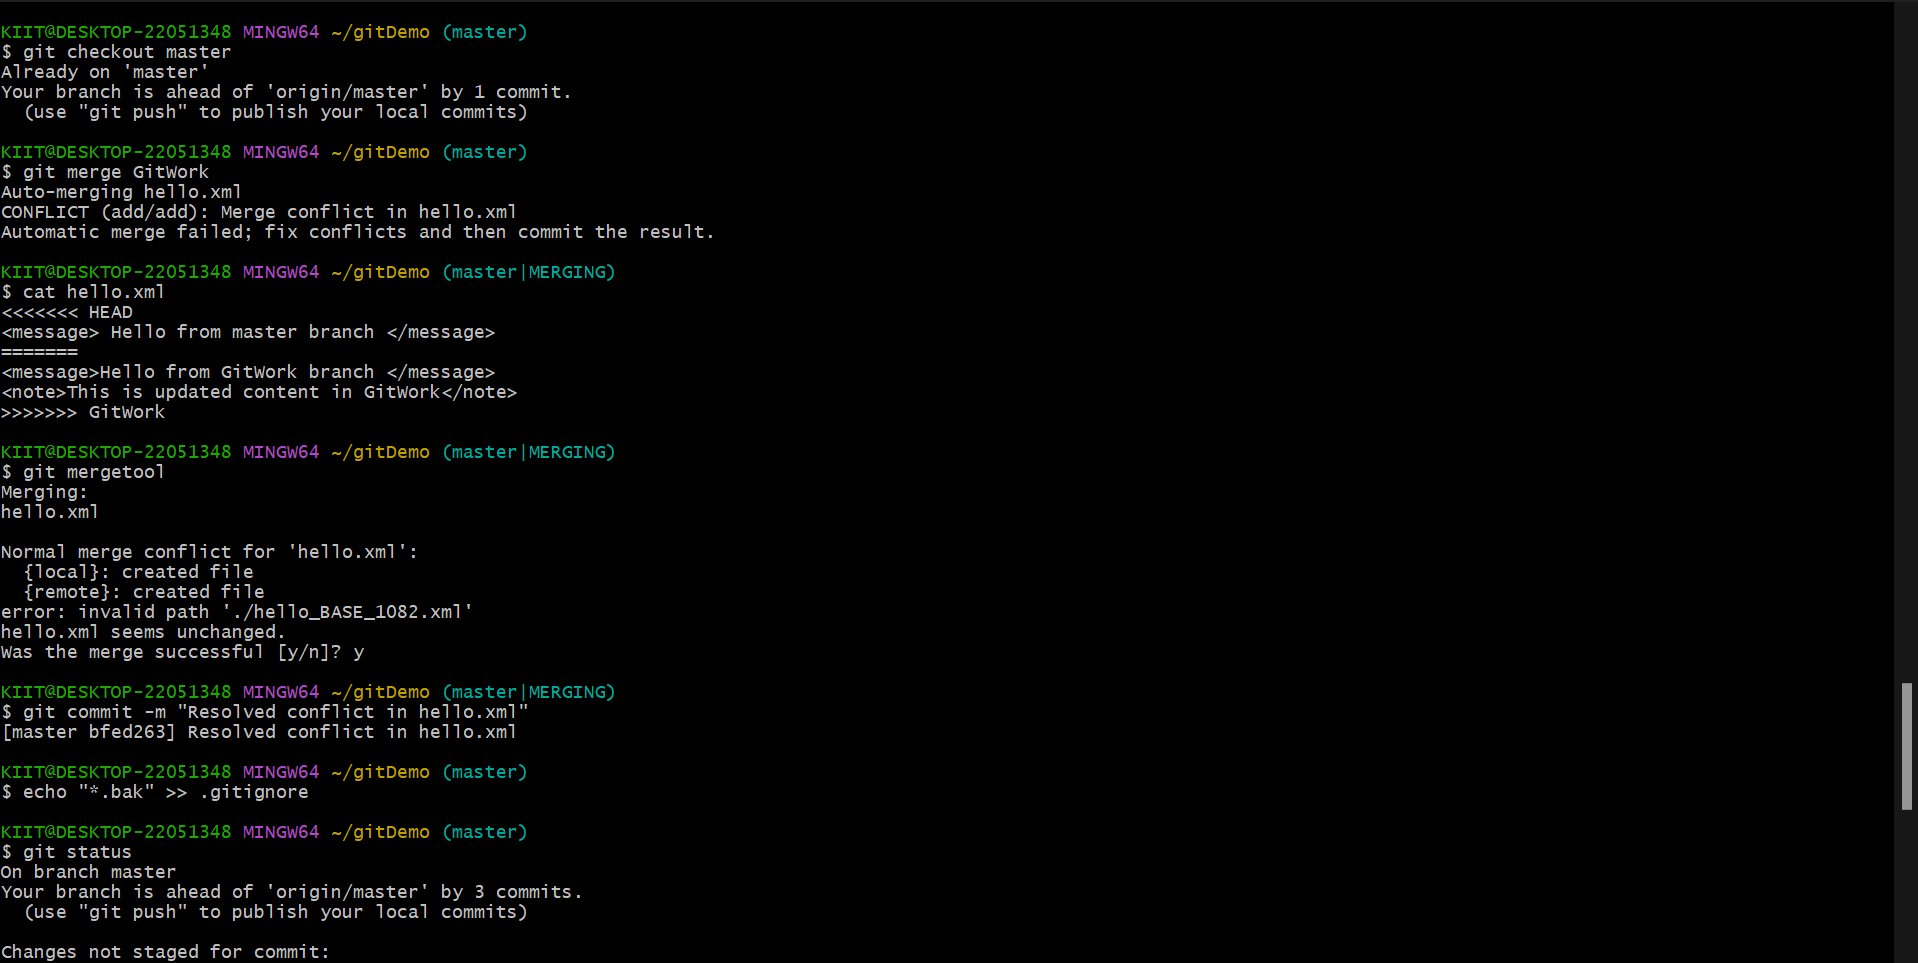 KIIT@DESKTOP-22051348 MINGW64 ~/gitDemo (master)
$ git checkout master
Already on 'master'
Your branch is ahead of 'origin/master' by 1 commit.
  (use "git push" to publish your local commits)

KIIT@DESKTOP-22051348 MINGW64 ~/gitDemo (master)
$ git merge GitWork
Auto-merging hello.xml
CONFLICT (add/add): Merge conflict in hello.xml
Automatic merge failed; fix conflicts and then commit the result.

KIIT@DESKTOP-22051348 MINGW64 ~/gitDemo (master|MERGING)
$ cat hello.xml
<<<<<<< HEAD
<message> Hello from master branch </message>
=======
<message>Hello from GitWork branch </message>
<note>This is updated content in GitWork</note>
>>>>>>> GitWork

KIIT@DESKTOP-22051348 MINGW64 ~/gitDemo (master|MERGING)
$ git mergetool
Merging:
hello.xml

Normal merge conflict for 'hello.xml':
  {local}: created file
  {remote}: created file
error: invalid path './hello_BASE_1082.xml'
hello.xml seems unchanged.
Was the merge successful [y/n]? y

KIIT@DESKTOP-22051348 MINGW64 ~/gitDemo (master|MERGING)
$ git commit -m "Resolved conflict in hello.xml"
[master bfed263] Resolved conflict in hello.xml

KIIT@DESKTOP-22051348 MINGW64 ~/gitDemo (master)
$ echo "*.bak" >> .gitignore

KIIT@DESKTOP-22051348 MINGW64 ~/gitDemo (master)
$ git status
On branch master
Your branch is ahead of 'origin/master' by 3 commits.
  (use "git push" to publish your local commits)

Changes not staged for commit: